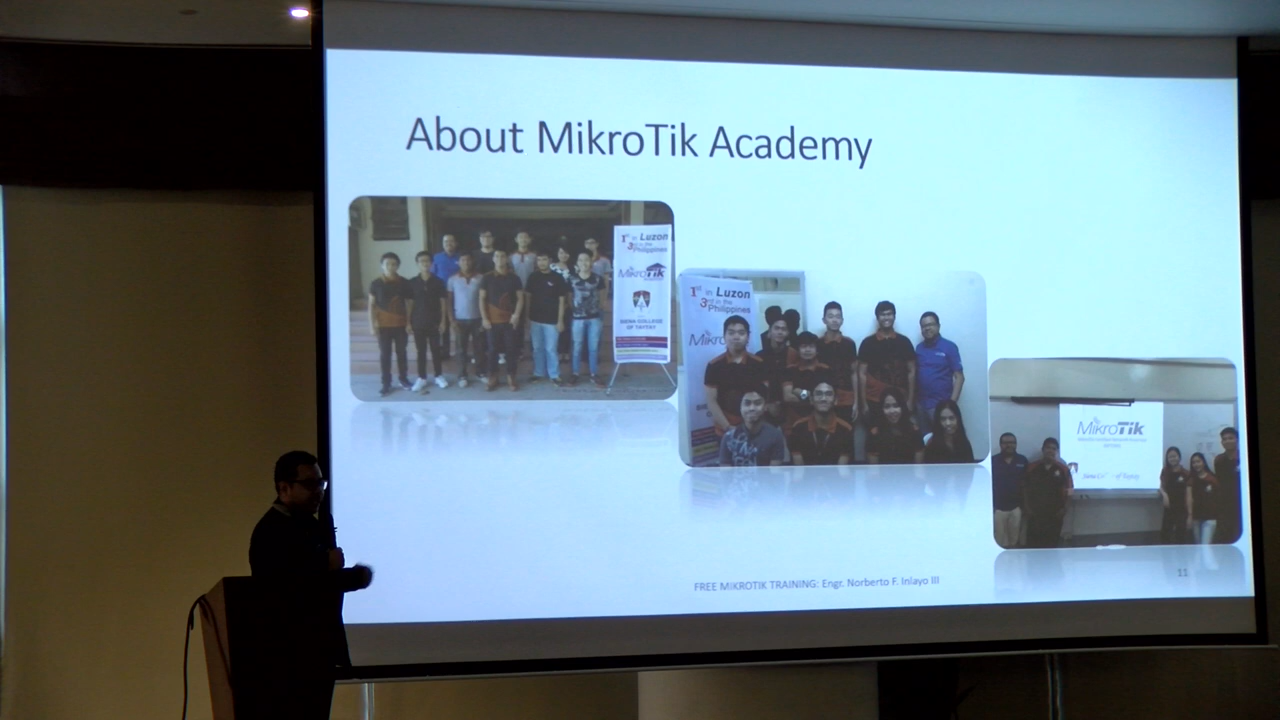 About MikroTik Academy
1st in Luzon
3rd in the
Philippines
MikroTik
SIENA COLLEGE
OF TAYTAY
1st in Luzon
3rd in the
Philippines
Mikro
MikroTik
FREE MIKROTIK TRAINING: Engr. Norberto F. Inlayo III
11